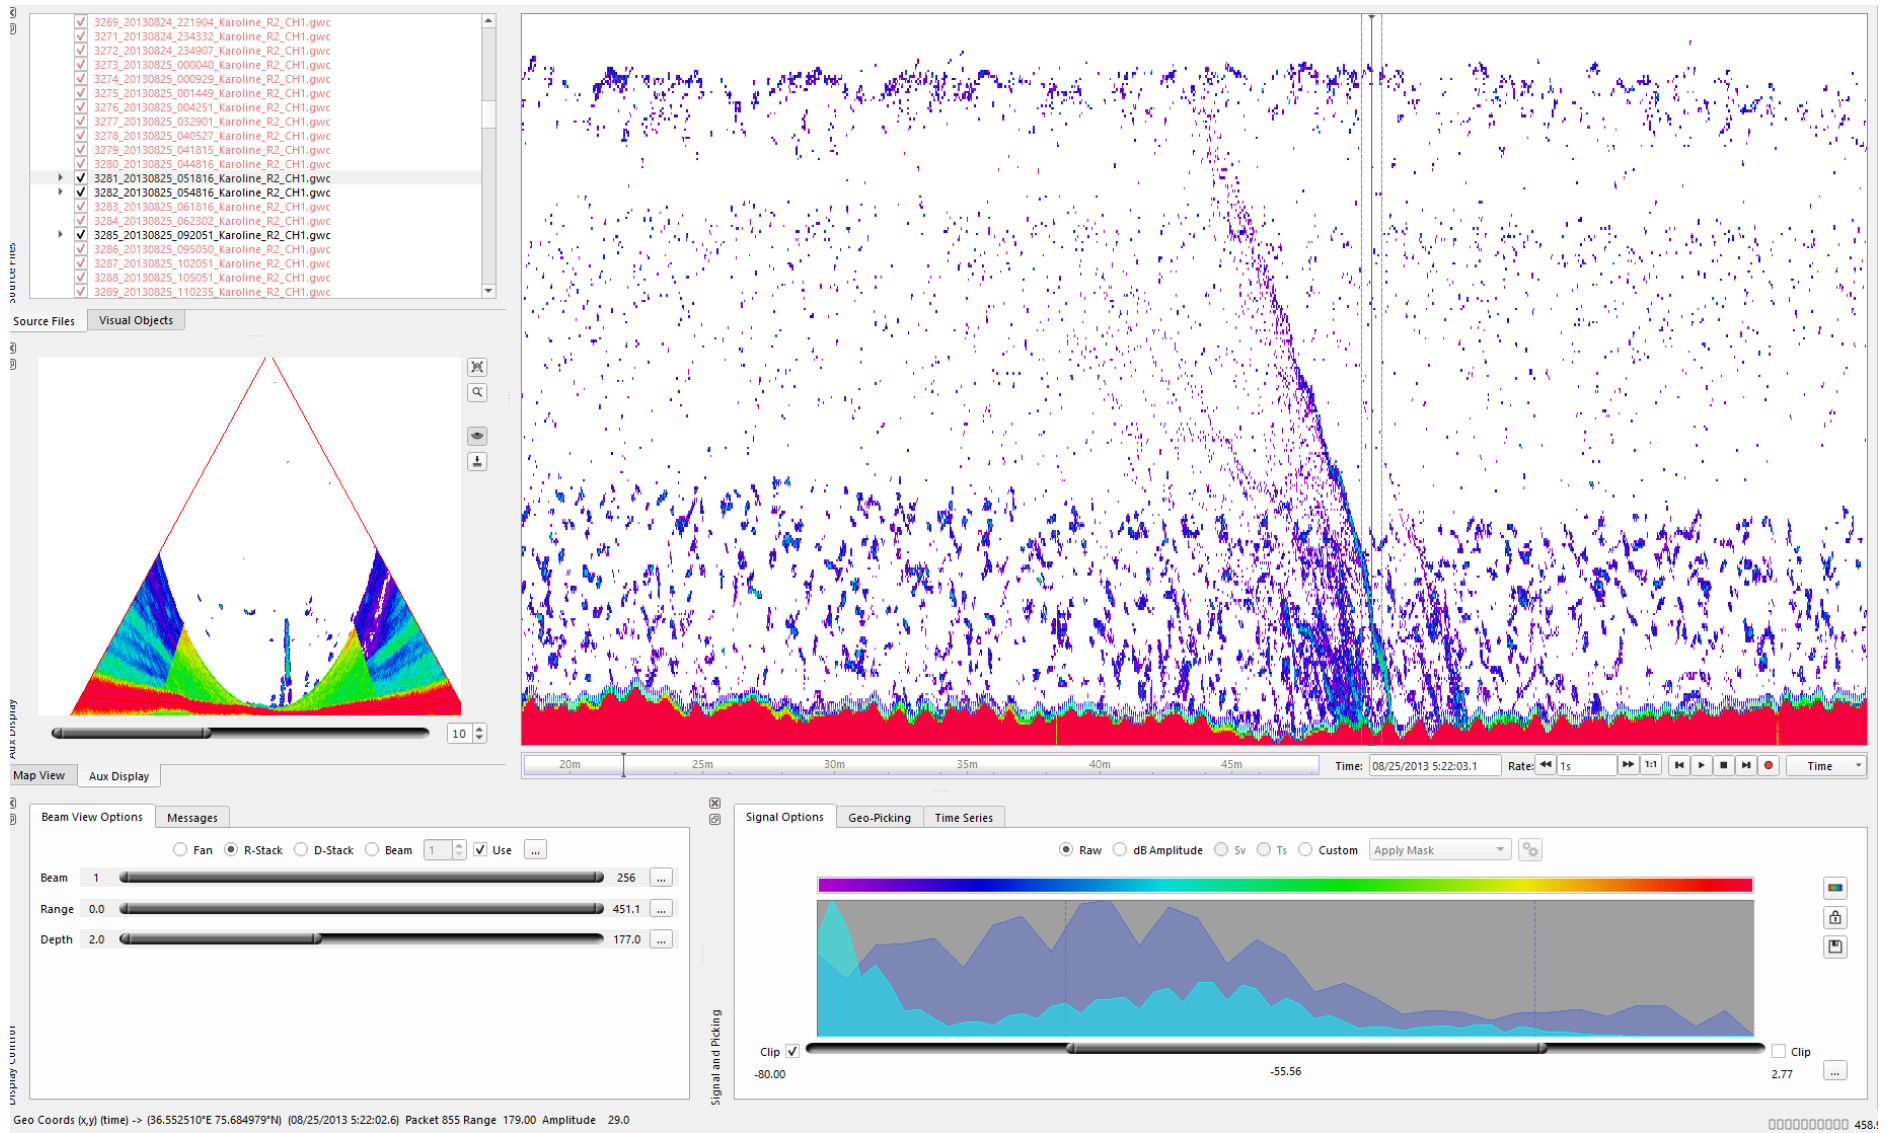 3269_20130824_221904_Karoline_R2_CH1.gwc
3271_20130824_234332_Karoline_R2_CH1.gwc
3272_20130824_234907_Karoline_R2_CH1.gwc
3273_20130825_000040_Karoline_R2_CH1.gwc
3274_20130825_000929_Karoline_R2_CH1.gwc
3275_20130825_001449_Karoline_R2_CH1.gwc
3276_20130825_004251_Karoline_R2_CH1.gwc
3277_20130825_032901_Karoline_R2_CH1.gwc
3278_20130825_040527_Karoline_R2_CH1.gwc
3279_20130825_041815_Karoline_R2_CH1.gwc
3280_20130825_044816_Karoline_R2_CH1.gwc
3281_20130825_051816_Karoline_R2_CH1.gwc
3282_20130825_054816_Karoline_R2_CH1.gwc
3283_20130825_061816_Karoline_R2_CH1.gwc
3284_20130825_062302_Karoline_R2_CH1.gwc
3285_20130825_092051_Karoline_R2_CH1.gwc
3286_20130825_095050_Karoline_R2_CH1.gwc
3287_20130825_102051_Karoline_R2_CH1.gwc
3288_20130825_105051_Karoline_R2_CH1.gwc
3289_20130825_110235_Karoline_R2_CH1.gwc
Source Files
Source Files Visual Objects
10
Aux Display
Map View Aux Display
20m 25m 30m 35m 40m 45m
Time: 08/25/2013 5:22:03.1 Rate: 1s 1:1 Time
Beam View Options Messages
Fan R-Stack D-Stack Beam 1 Use ...
Beam 1 256 ...
Range 0.0 451.1 ...
Depth 2.0 177.0 ...
Display Control
Signal Options Geo-Picking Time Series
Raw dB Amplitude Sv Ts Custom Apply Mask
Signal and Picking
Clip Clip
-80.00 -55.56 2.77 ...
Geo Coords (x,y) (time) -> (36.552510°E 75.684979°N) (08/25/2013 5:22:02.6) Packet 855 Range 179.00 Amplitude 29.0